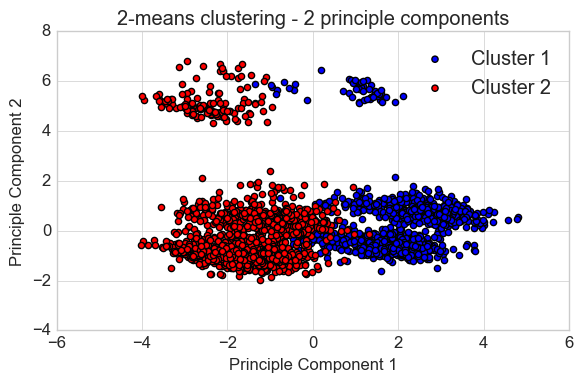 2-means clustering - 2 principle components
Cluster 1
Cluster 2
8
6
4
2
0
−2
−4
Principle Component 2
−6
−4
−2
0
2
4
6
Principle Component 1